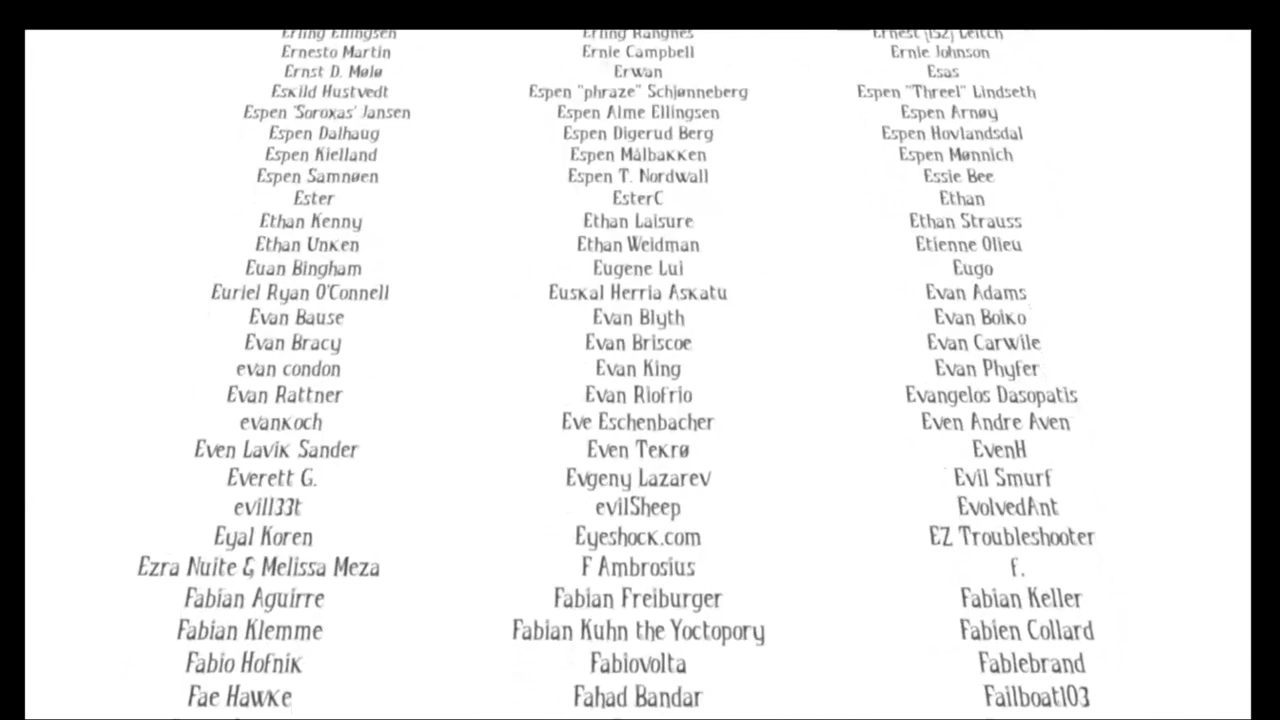 Erling Ellingsen Erling Rangnes Ernest [152] Leitch
Ernesto Martin Ernie Campbell Ernie Johnson
Ernst D. Mølø Erwan Esas
Eskild Hustvedt Espen "phraze" Schjønneberg Espen "Threel" Lindseth
Espen 'Soroxas' Jansen Espen Alme Ellingsen Espen Arnøy
Espen Dalhaug Espen Digerud Berg Espen Hovlandsdal
Espen Kielland Espen Målbakken Espen Mønnich
Espen Samnøen Espen T. Nordwall Essie Bee
Ester EsterC Ethan
Ethan Kenny Ethan Laisure Ethan Strauss
Ethan Unken Ethan Weidman Etienne Olieu
Euan Bingham Eugene Lui Eugo
Euriel Ryan O'Connell Euskal Herria Askatu Evan Adams
Evan Bause Evan Blyth Evan Boiko
Evan Bracy Evan Briscoe Evan Carwile
evan condon Evan King Evan Phyfer
Evan Rattner Evan Riofrio Evangelos Dasopatis
evankoch Eve Eschenbacher Even Andre Aven
Even Lavik Sander Even Tekrø EvenH
Everett G. Evgeny Lazarev Evil Smurf
evill33t evilSheep EvolvedAnt
Eyal Koren Eyeshock.com EZ Troubleshooter
Ezra Nuite & Melissa Meza F Ambrosius f.
Fabian Aguirre Fabian Freiburger Fabian Keller
Fabian Klemme Fabian Kuhn the Yoctopory Fabien Collard
Fabio Hofnik Fabiovolta Fablebrand
Fae Hawke Fahad Bandar Failboat103